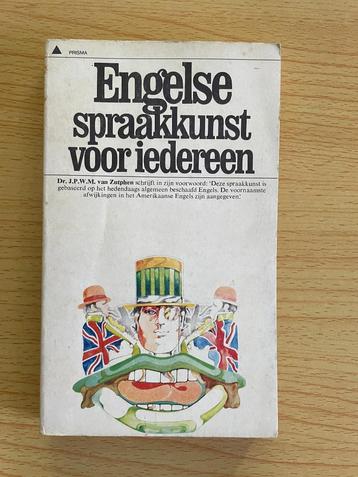 PRISMA
Engelse
spraakkunst
voor iedereen
Dr. J.P.W.M. van Zutphen schrijft in zijn voorwoord: 'Deze spraakkunst is
gebaseerd op het hedendaags algemeen beschaafd Engels. De voornaamste
afwijkingen in het Amerikaanse Engels zijn aangegeven.'